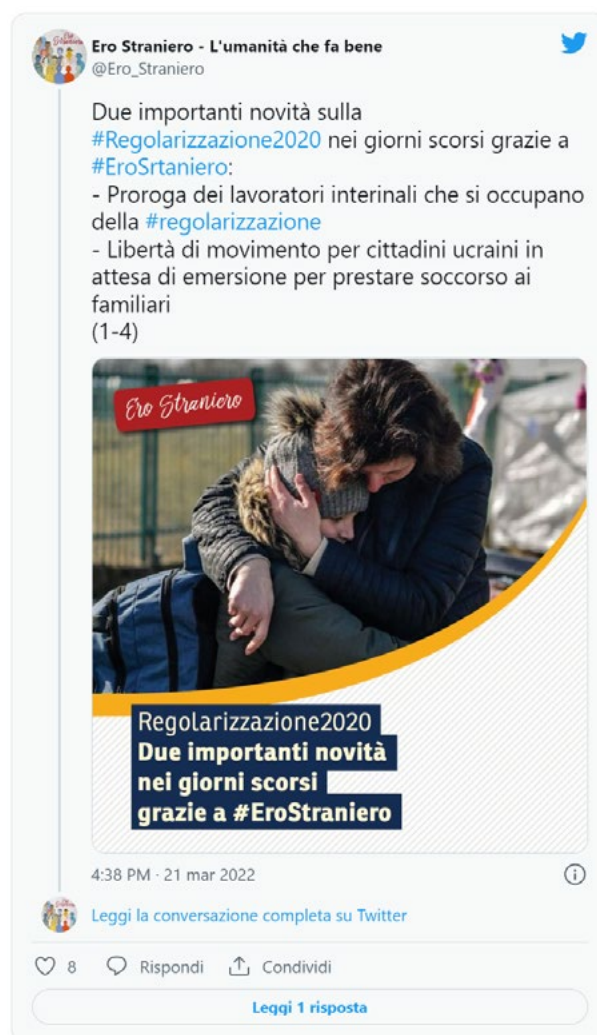 Ero Straniero - L'umanità che fa bene
@Ero_Straniero
Due importanti novità sulla
#Regolarizzazione2020 nei giorni scorsi grazie a
#EroSrtaniero:
- Proroga dei lavoratori interinali che si occupano
della #regolarizzazione
- Libertà di movimento per cittadini ucraini in
attesa di emersione per prestare soccorso ai
familiari
(1-4)
Ero Straniero
Regolarizzazione2020
Due importanti novità
nei giorni scorsi
grazie a #EroStraniero
4:38 PM · 21 mar 2022
Leggi la conversazione completa su Twitter
8 Rispondi Condividi
Leggi 1 risposta